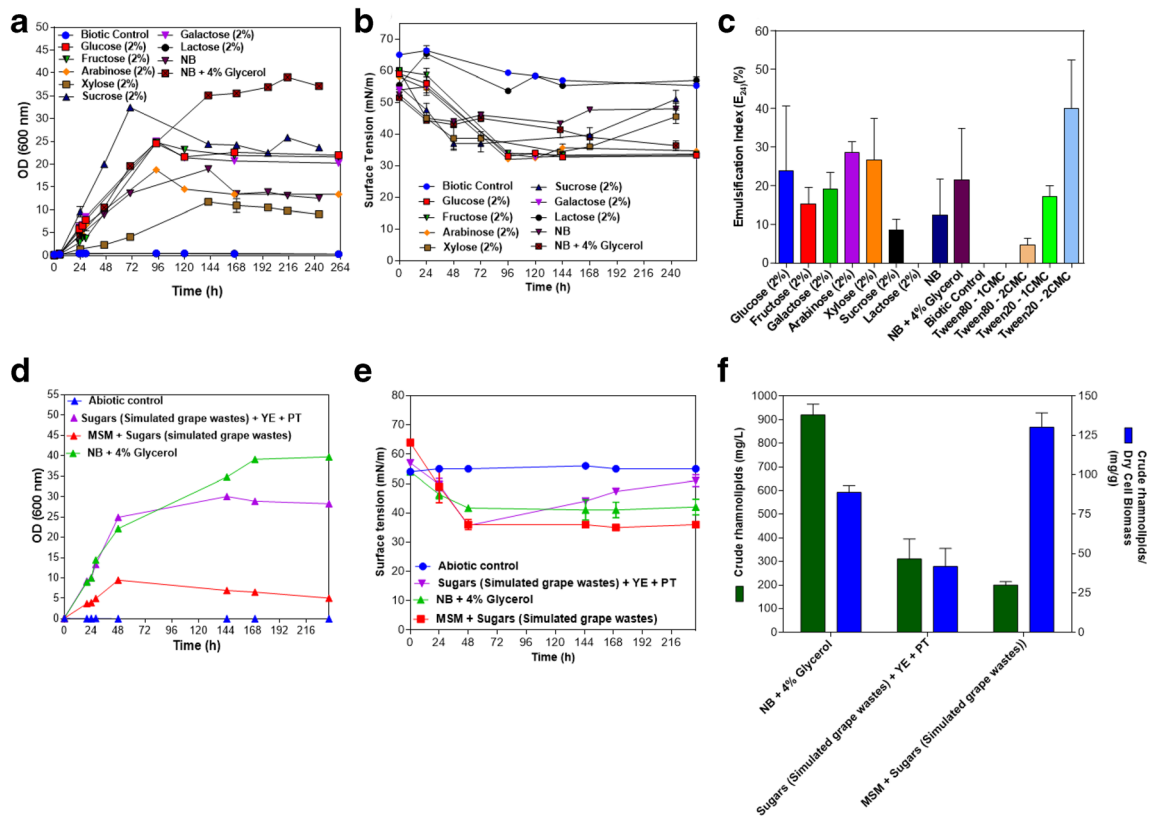 a
OD (600 nm)
50
45
40
35
30
25
20
15
10
5
0
Biotic Control
Glucose (2%)
Fructose (2%)
Arabinose (2%)
Xylose (2%)
Sucrose (2%)
Galactose (2%)
Lactose (2%)
NB
NB + 4% Glycerol
0 24 48 72 96 120 144 168 192 216 240 264
Time (h)
b
Surface Tension (mN/m)
70
60
50
40
30
20
10
0
Biotic Control
Glucose (2%)
Fructose (2%)
Arabinose (2%)
Xylose (2%)
Sucrose (2%)
Galactose (2%)
Lactose (2%)
NB
NB + 4% Glycerol
0 24 48 72 96 120 144 168 192 216 240
Time (h)
c
Emulsification Index (E24)(%)
60
50
40
30
20
10
0
Glucose (2%)
Fructose (2%)
Galactose (2%)
Arabinose (2%)
Xylose (2%)
Sucrose (2%)
Lactose (2%)
NB
NB + 4% Glycerol
Biotic Control
Tween80 - 1CMC
Tween80 - 2CMC
Tween20 - 1CMC
Tween20 - 2CMC
d
OD (600 nm)
55
50
45
40
35
30
25
20
15
10
5
0
Abiotic control
Sugars (Simulated grape wastes) + YE + PT
MSM + Sugars (simulated grape wastes)
NB + 4% Glycerol
0 24 48 72 96 120 144 168 192 216
Time (h)
e
Surface tension (mN/m)
80
70
60
50
40
30
20
10
0
Abiotic control
Sugars (Simulated grape wastes) + YE + PT
NB + 4% Glycerol
MSM + Sugars (Simulated grape wastes)
0 24 48 72 96 120 144 168 192 216
Time (h)
f
Crude rhamnolipids (mg/L)
1000
900
800
700
600
500
400
300
200
100
0
150
125
100
75
50
25
0
Crude rhamnolipids/
Dry Cell Biomass
(mg/g)
NB + 4% Glycerol
Sugars (Simulated grape wastes) + YE + PT
MSM + Sugars (Simulated grape wastes))